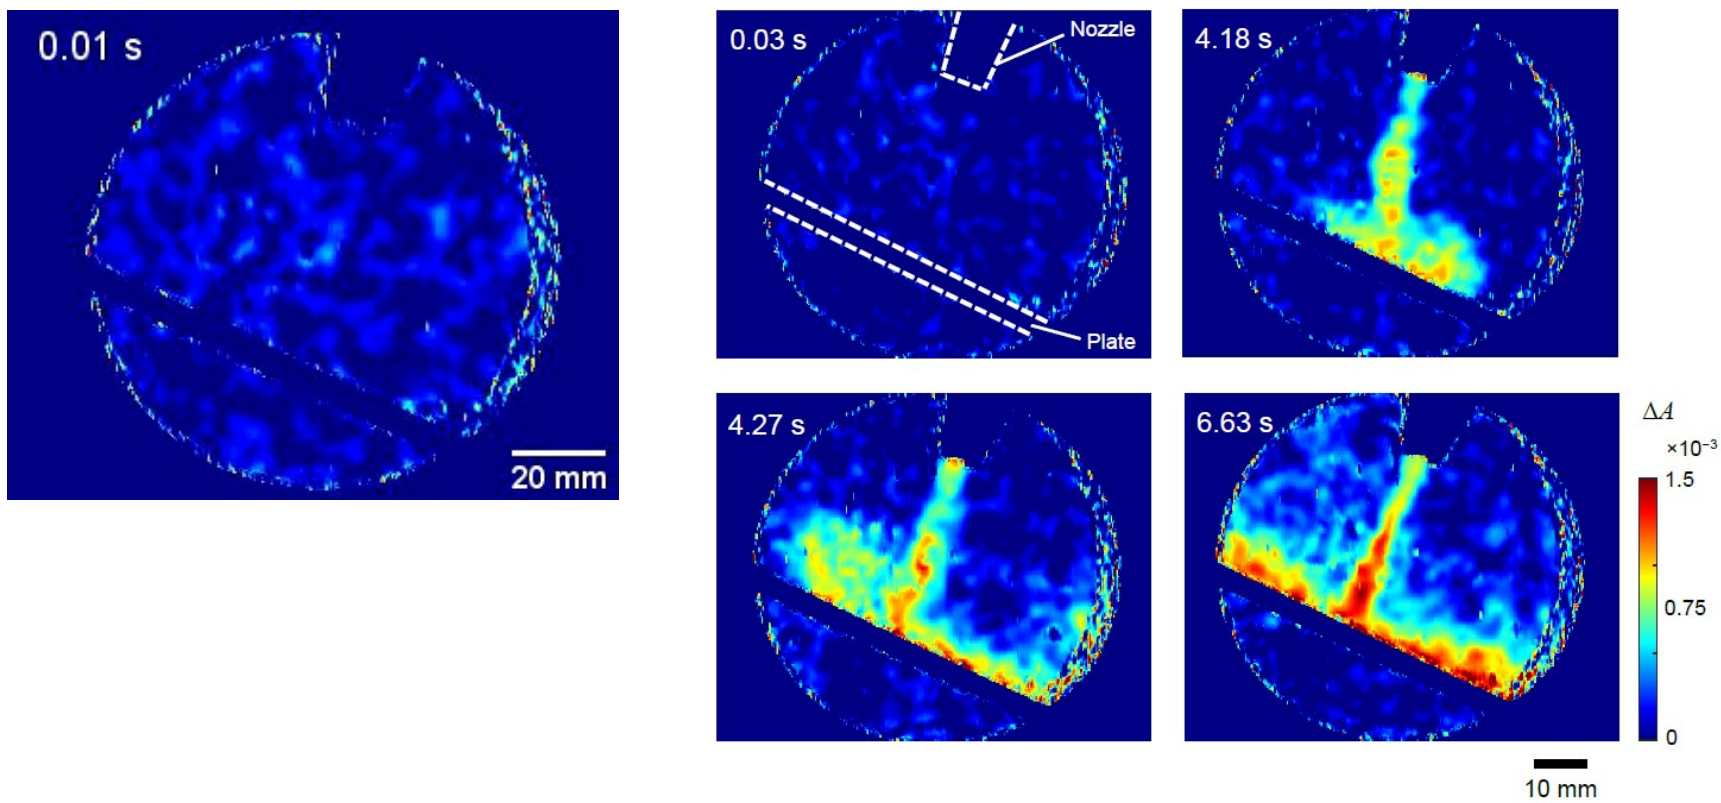 0.01 s
20 mm
0.03 s
Nozzle
Plate
4.18 s
4.27 s
6.63 s
ΔA
×10⁻³
1.5
0.75
0
10 mm